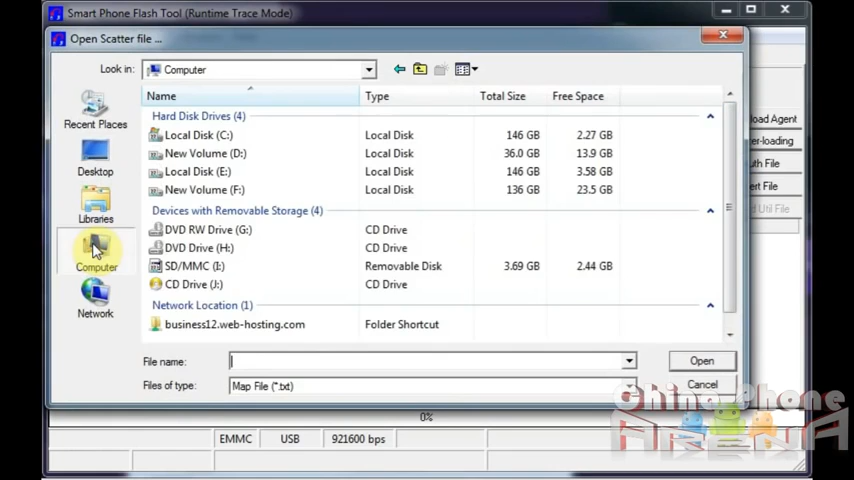 Smart Phone Flash Tool (Runtime Trace Mode)
Open Scatter file ...
Look in: Computer
Name Type Total Size Free Space
Hard Disk Drives (4)
Local Disk (C:) Local Disk 146 GB 2.27 GB
New Volume (D:) Local Disk 36.0 GB 13.9 GB
Local Disk (E:) Local Disk 146 GB 3.58 GB
New Volume (F:) Local Disk 136 GB 23.5 GB
Devices with Removable Storage (4)
DVD RW Drive (G:) CD Drive
DVD Drive (H:) CD Drive
SD/MMC (I:) Removable Disk 3.69 GB 2.44 GB
CD Drive (J:) CD Drive
Network Location (1)
business12.web-hosting.com Folder Shortcut
Recent Places
Desktop
Libraries
Computer
Network
File name: Open
Files of type: Map File (*.txt) Cancel
load Agent
er-loading
uth File
ert File
d Util File
0%
EMMC USB 921600 bps
China Phone
ARENA